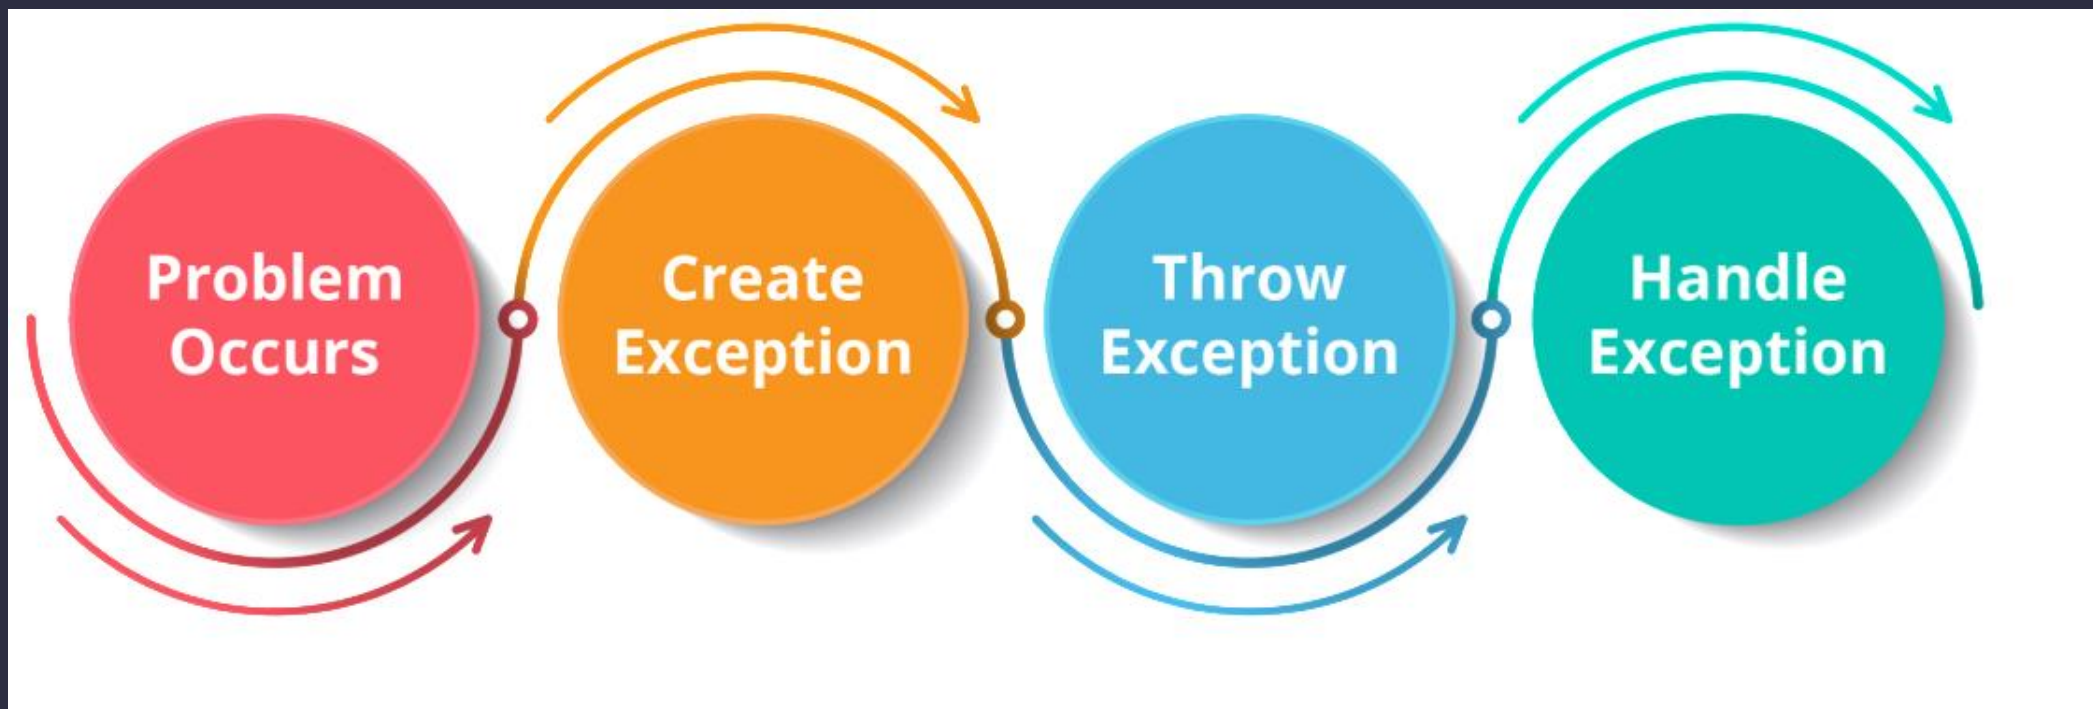 Problem
Occurs
Create
Exception
Throw
Exception
Handle
Exception